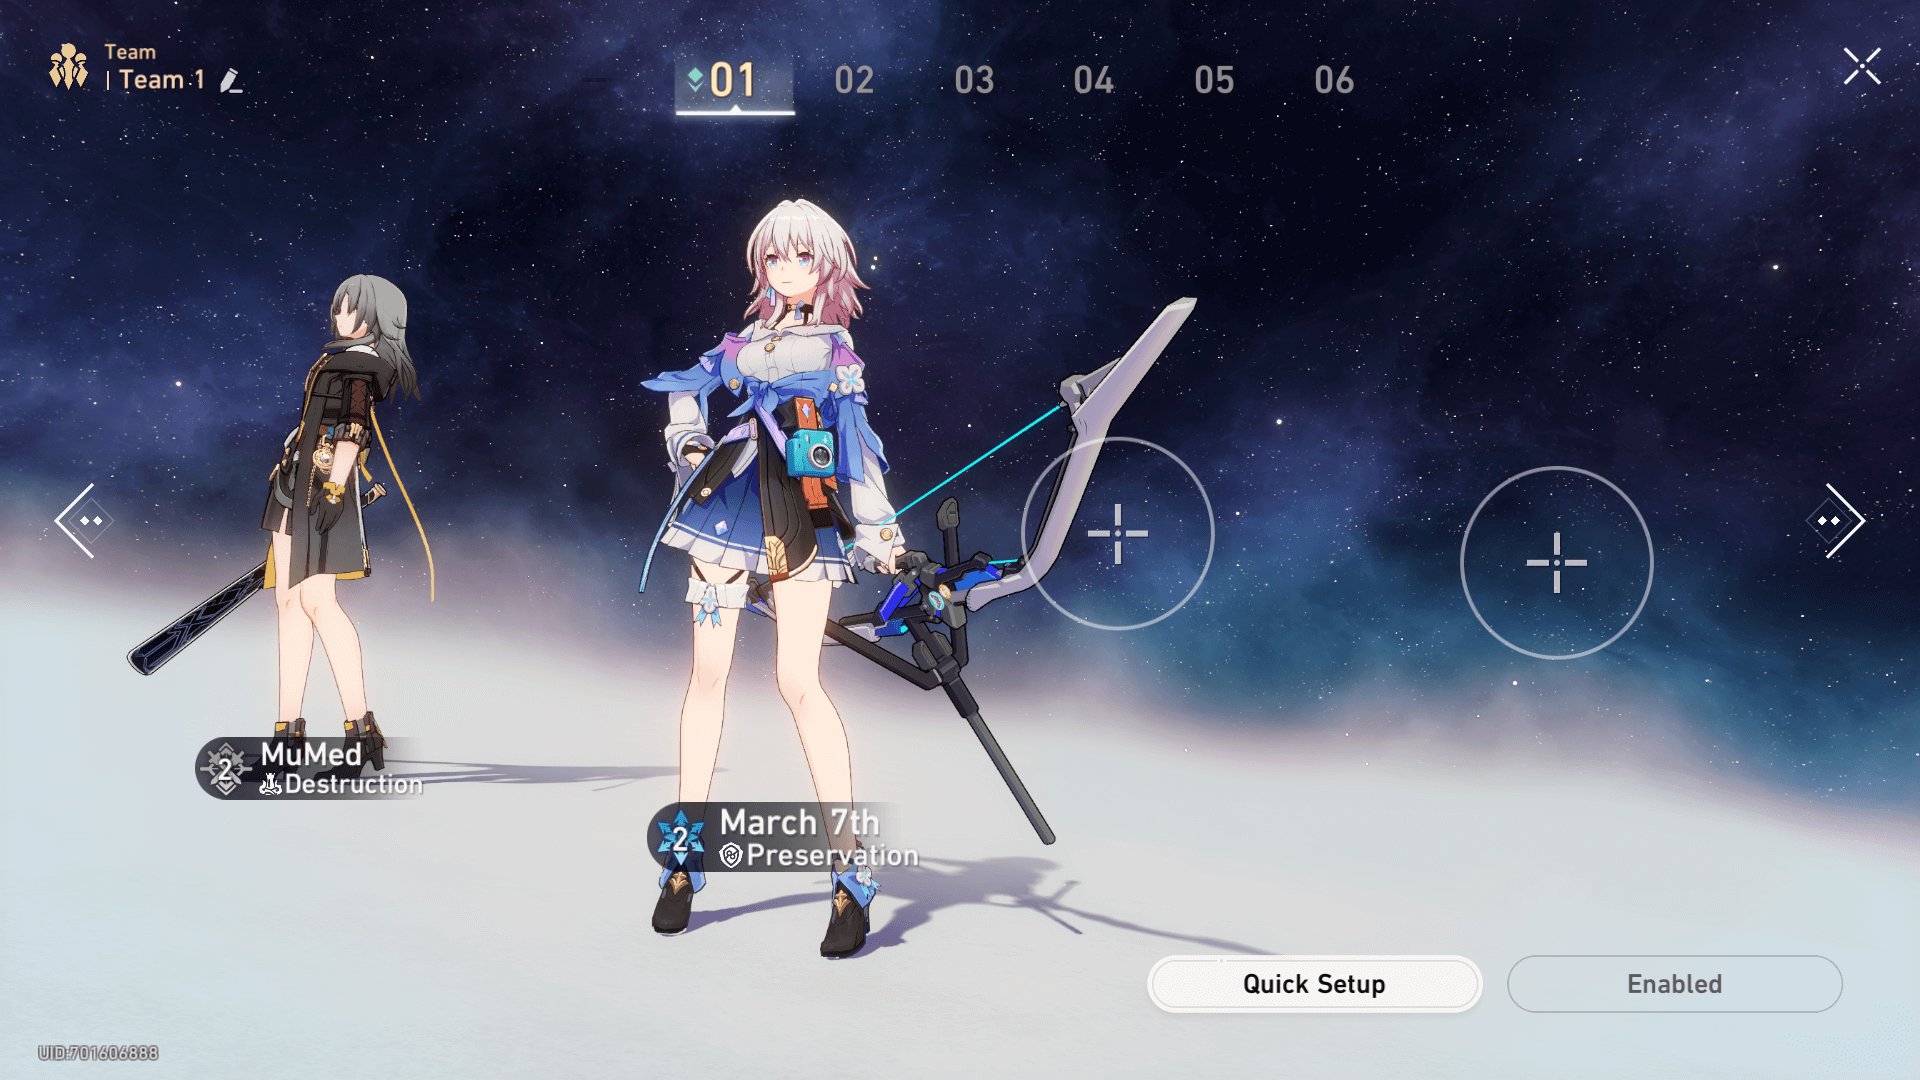 Team
Team 1
01
02
03
04
05
06
2
MuMed
Destruction
2
March 7th
Preservation
Quick Setup
Enabled
UID:701606888